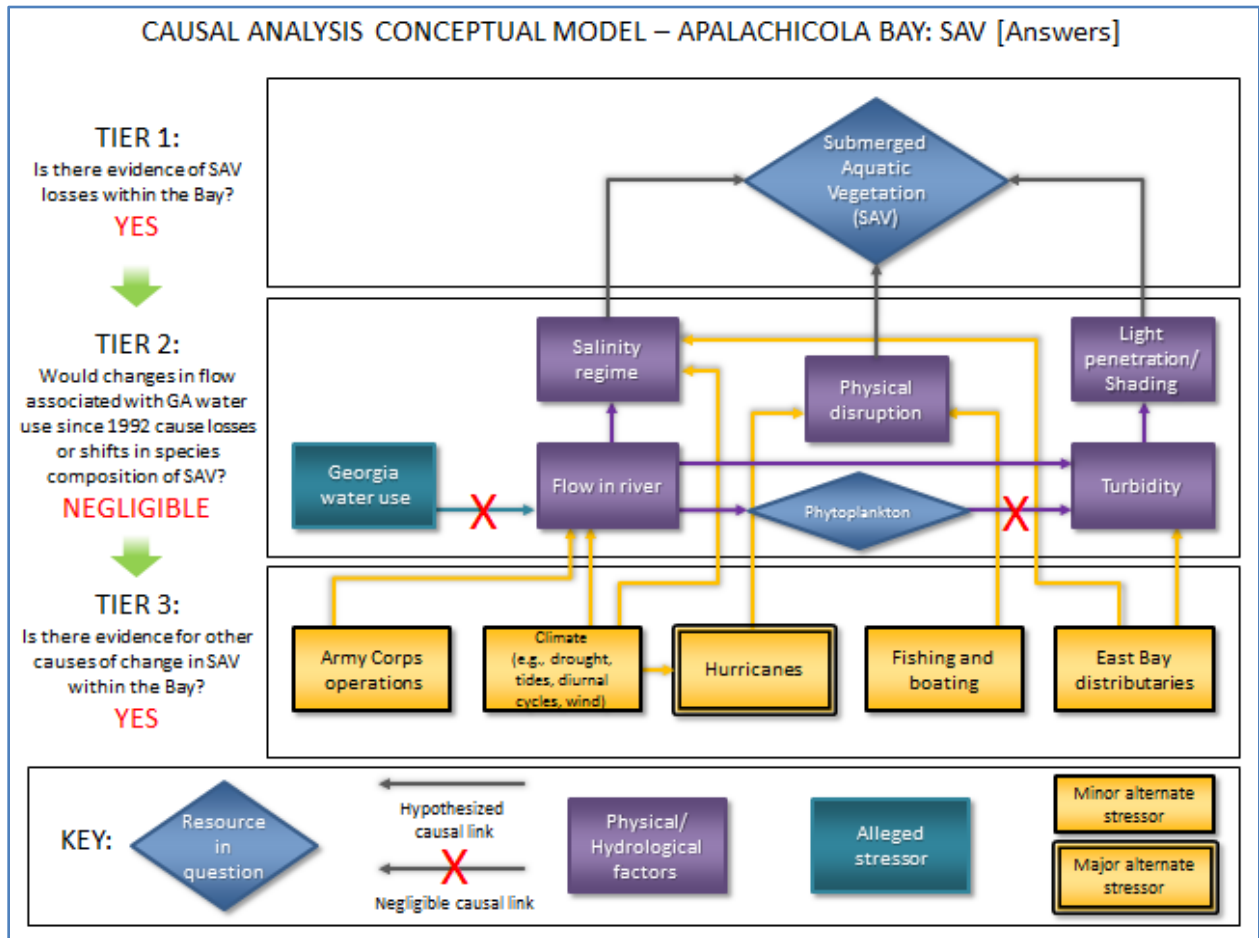 CAUSAL ANALYSIS CONCEPTUAL MODEL – APALACHICOLA BAY: SAV [Answers]
TIER 1:
Is there evidence of SAV
losses within the Bay?
YES
Submerged
Aquatic
Vegetation
(SAV)
TIER 2:
Would changes in flow
associated with GA water
use since 1992 cause losses
or shifts in species
composition of SAV?
NEGLIGIBLE
Salinity
regime
Physical
disruption
Light
penetration/
Shading
Georgia
water use
X
Flow in river
Phytoplankton
X
Turbidity
TIER 3:
Is there evidence for other
causes of change in SAV
within the Bay?
YES
Army Corps
operations
Climate
(e.g., drought,
tides, diurnal
cycles, wind)
Hurricanes
Fishing and
boating
East Bay
distributaries
KEY:
Resource
in
question
Hypothesized
causal link
X
Negligible causal link
Physical/
Hydrological
factors
Alleged
stressor
Minor alternate
stressor
Major alternate
stressor